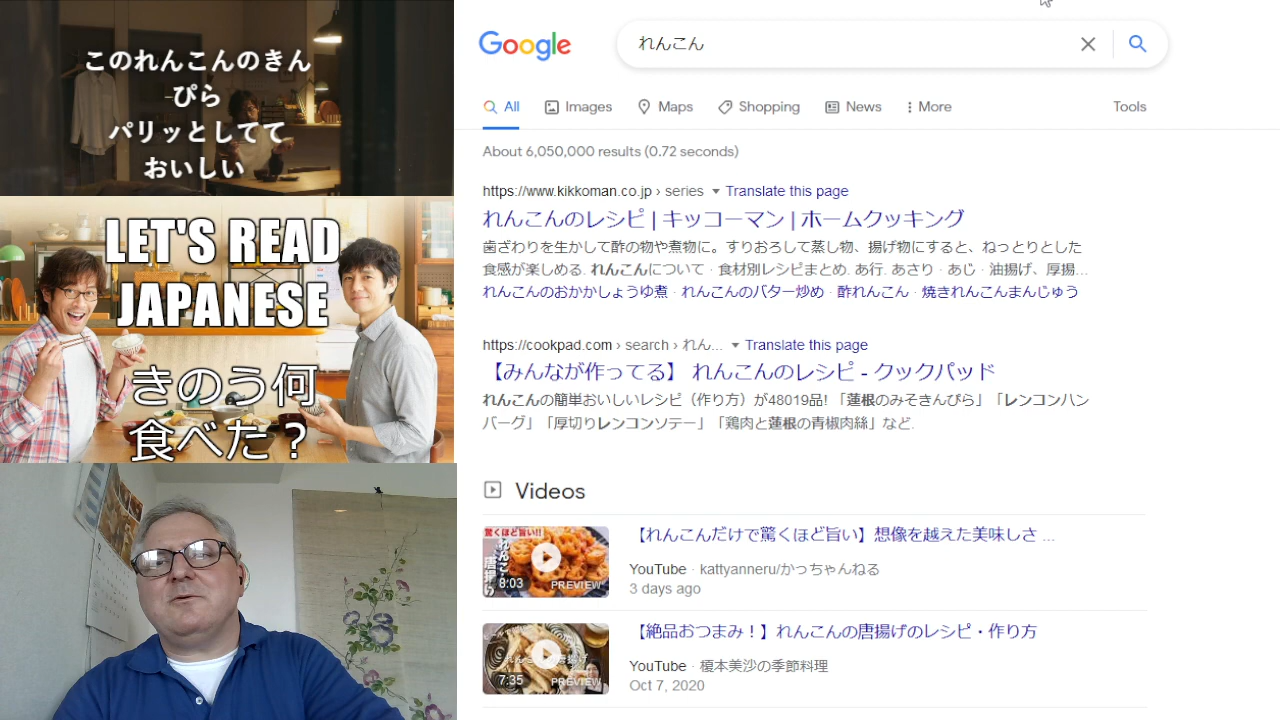 このれんこんのきん
ぴら
パリッとしてて
おいしい
LET'S READ
JAPANESE
きのう何
食べた？
Google
れんこん
All
Images
Maps
Shopping
News
More
Tools
About 6,050,000 results (0.72 seconds)
https://www.kikkoman.co.jp › series
Translate this page
れんこんのレシピ | キッコーマン | ホームクッキング
歯ざわりを生かして酢の物や煮物に。すりおろして蒸し物、揚げ物にすると、ねっとりとした
食感が楽しめる. れんこんについて · 食材別レシピまとめ. あ行. あさり · あじ · 油揚げ、厚揚...
れんこんのおかかしょうゆ煮 · れんこんのバター炒め · 酢れんこん · 焼きれんこんまんじゅう
https://cookpad.com › search › れん...
Translate this page
【みんなが作ってる】 れんこんのレシピ - クックパッド
れんこんの簡単おいしいレシピ（作り方）が48019品! 「蓮根のみそきんぴら」「レンコンハン
バーグ」「厚切りレンコンソテー」「鶏肉と蓮根の青椒肉絲」など.
Videos
驚くほど旨い!!
れんこん
唐揚
8:03
PREVIEW
【れんこんだけで驚くほど旨い】想像を越えた美味しさ ...
YouTube · kattyanneru/かっちゃんねる
3 days ago
7:35
PREVIEW
【絶品おつまみ！】れんこんの唐揚げのレシピ・作り方
YouTube · 榎本美沙の季節料理
Oct 7, 2020